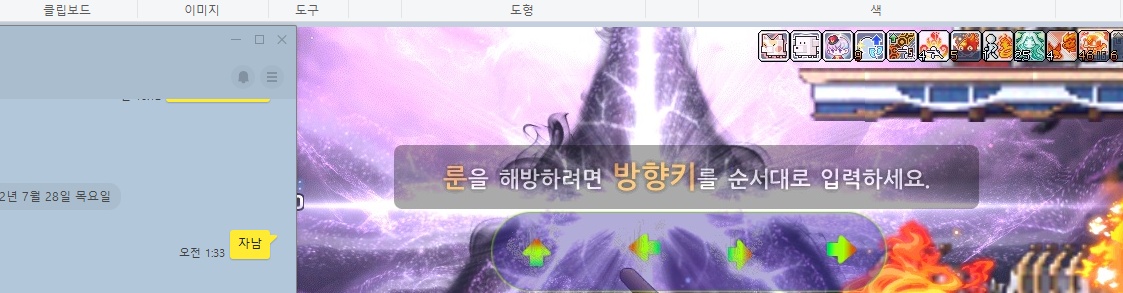 클립보드
이미지
도구
도형
색
룬을 해방하려면 방향키를 순서대로 입력하세요.
2년 7월 28일 목요일
자남
오전 1:33